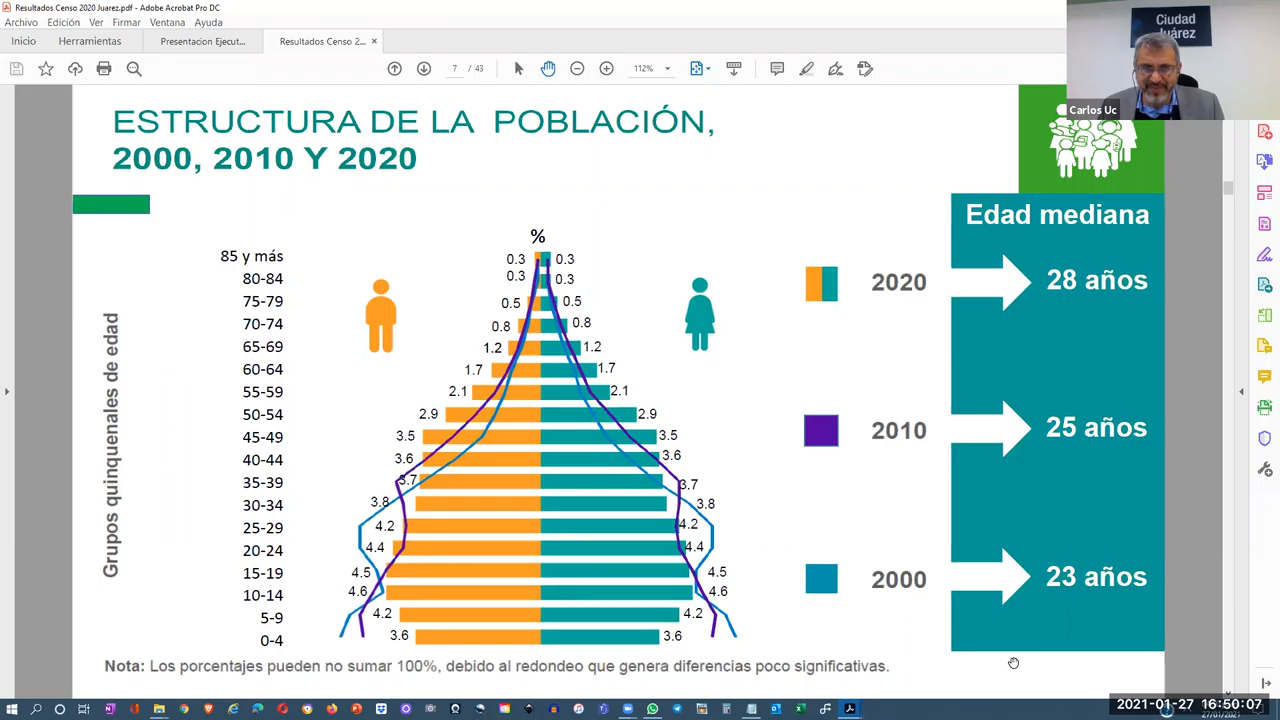 Resultados Censo 2020 Juarez.pdf - Adobe Acrobat Pro DC
Archivo Edición Ver Firmar Ventana Ayuda
Inicio Herramientas Presentacion Ejecut... Resultados Censo 2... ×
7 / 43 112%
Ciudad
Juárez
Carlos Uc
ESTRUCTURA DE LA POBLACIÓN,
2000, 2010 Y 2020
Edad mediana
%
Grupos quinquenales de edad
85 y más 0.3 0.3
80-84 0.3 0.3
75-79 0.5 0.5
70-74 0.8 0.8
65-69 1.2 1.2
60-64 1.7 1.7
55-59 2.1 2.1
50-54 2.9 2.9
45-49 3.5 3.5
40-44 3.6 3.6
35-39 3.7 3.7
30-34 3.8 3.8
25-29 4.2 4.2
20-24 4.4 4.4
15-19 4.5 4.5
10-14 4.6 4.6
5-9 4.2 4.2
0-4 3.6 3.6
2020 28 años
2010 25 años
2000 23 años
Nota: Los porcentajes pueden no sumar 100%, debido al redondeo que genera diferencias poco significativas.
2021-01-27 16:50:07
27/01/2021